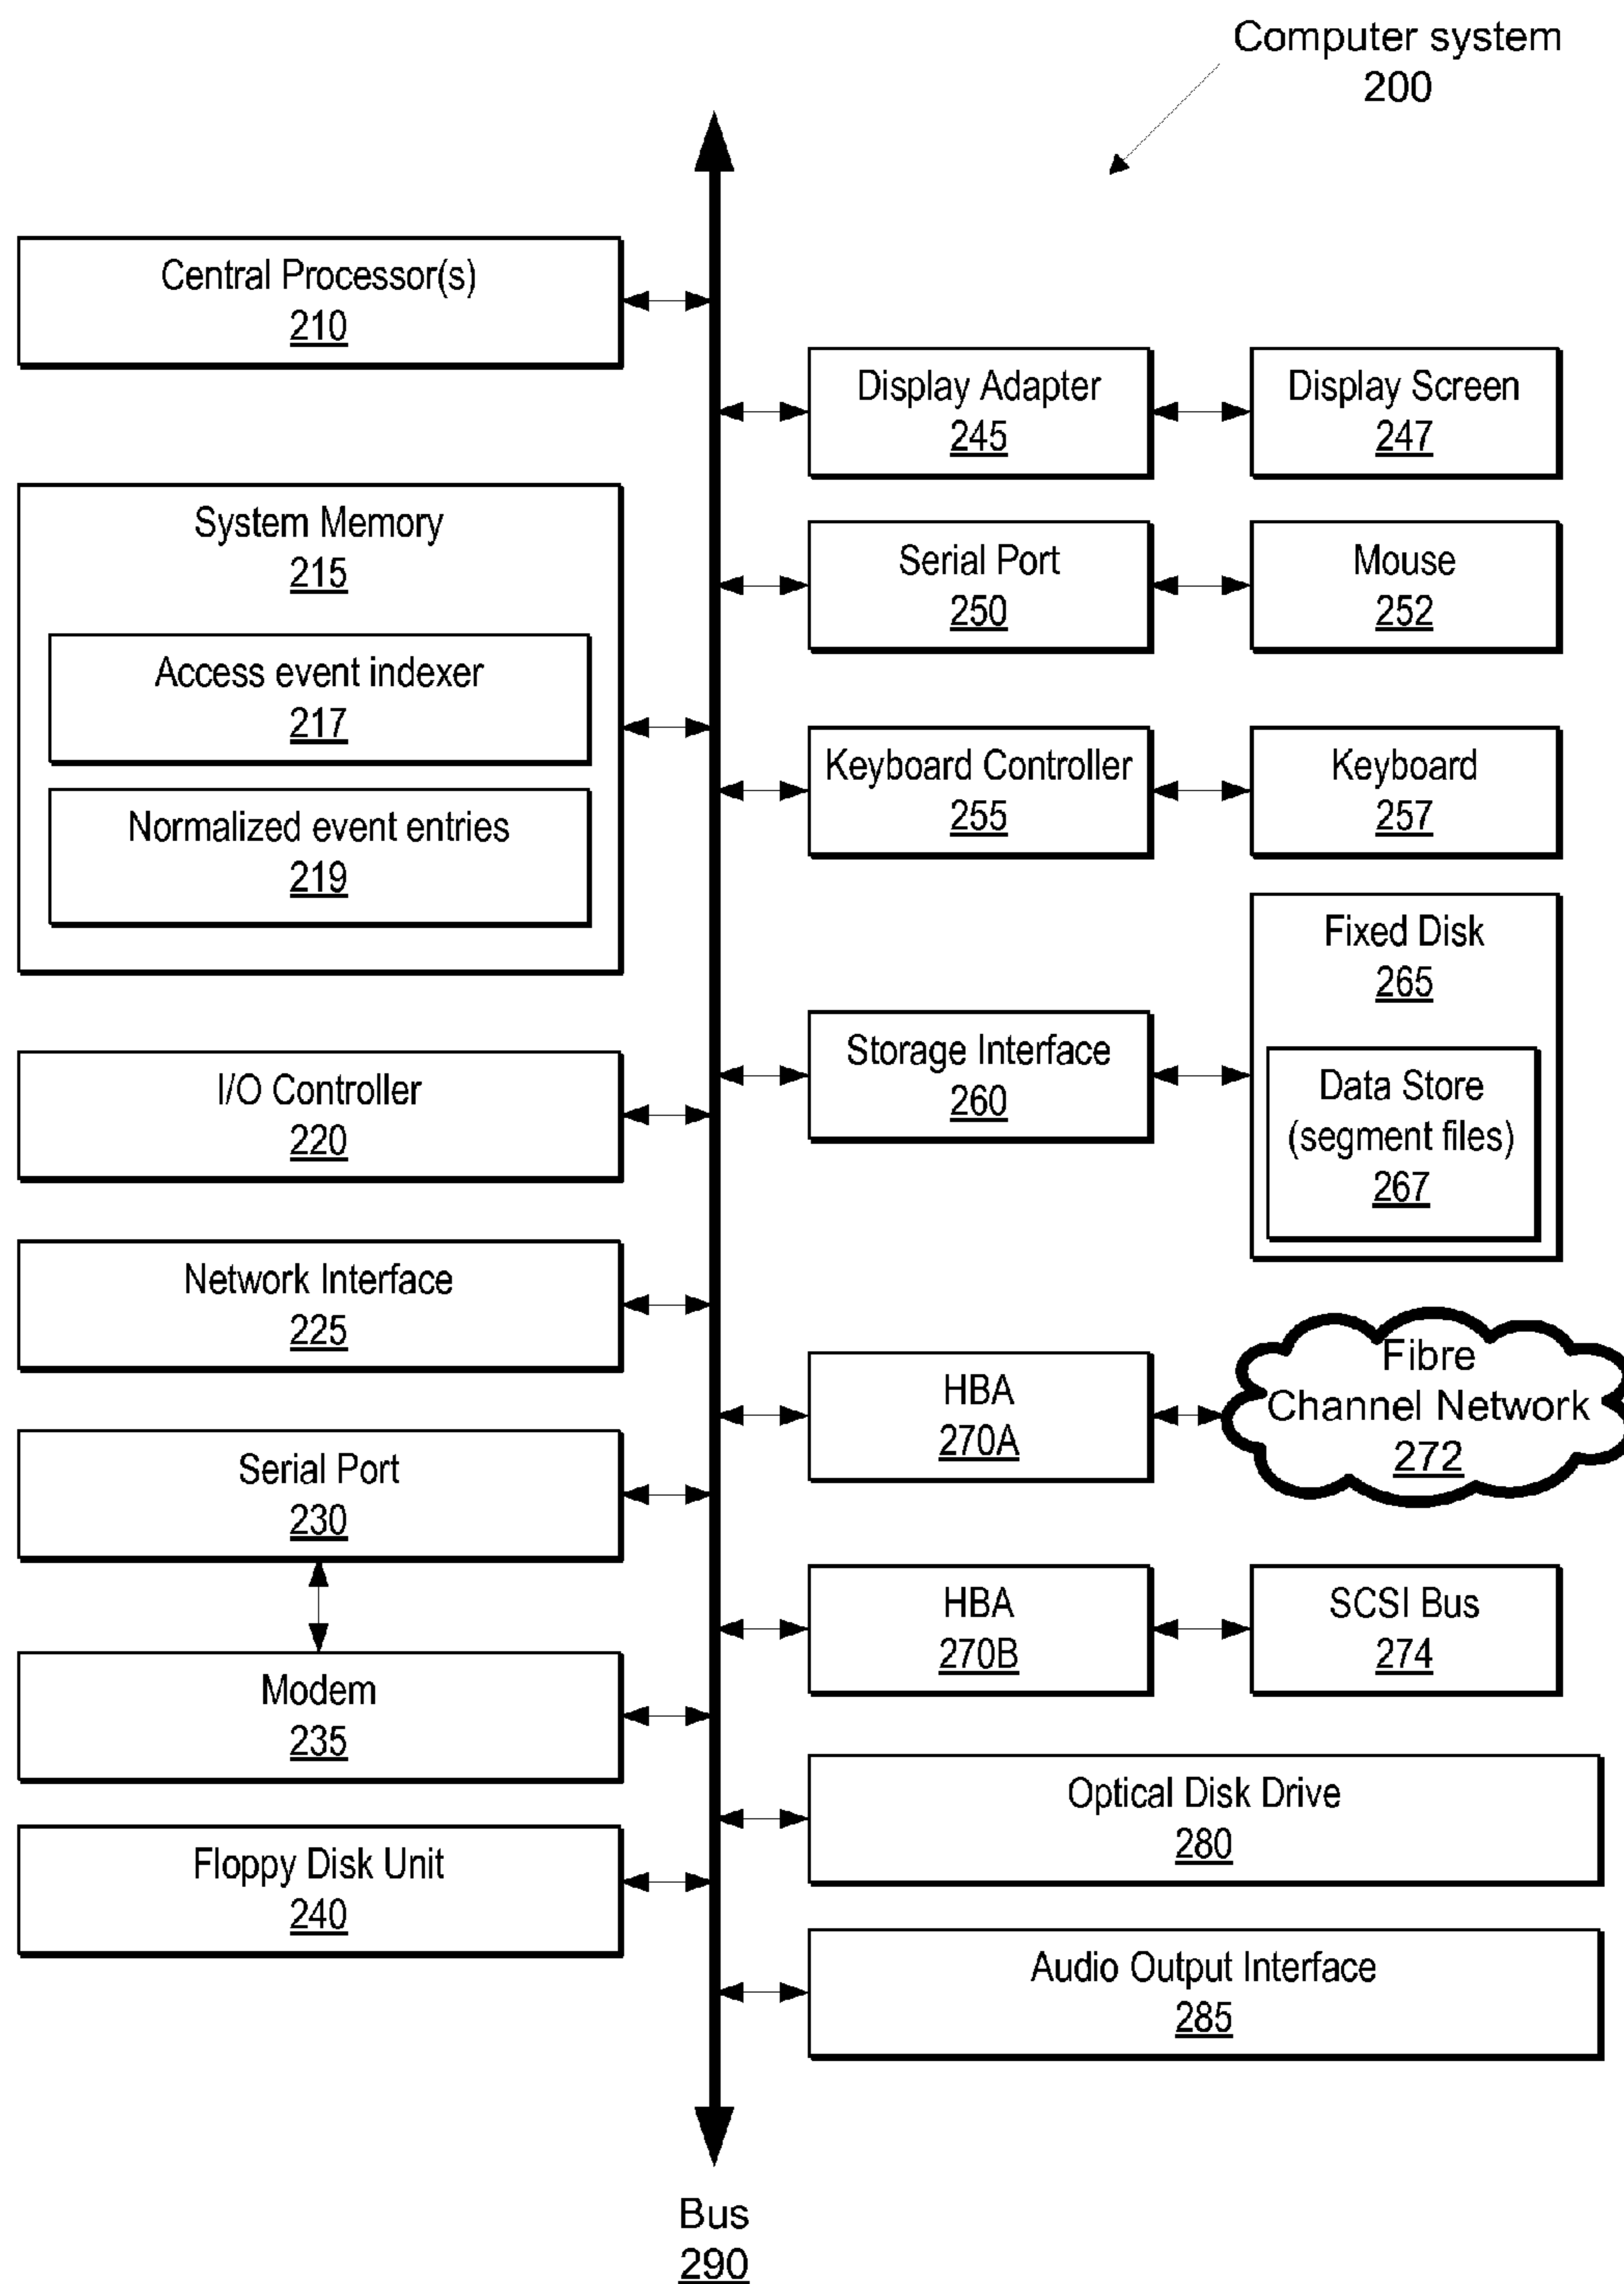 Computer system
200
Central Processor(s)
210
System Memory
215
Access event indexer
217
Normalized event entries
219
I/O Controller
220
Network Interface
225
Serial Port
230
Modem
235
Floppy Disk Unit
240
Display Adapter
245
Display Screen
247
Serial Port
250
Mouse
252
Keyboard Controller
255
Keyboard
257
Storage Interface
260
Fixed Disk
265
Data Store
(segment files)
267
HBA
270A
Fibre
Channel Network
272
HBA
270B
SCSI Bus
274
Optical Disk Drive
280
Audio Output Interface
285
Bus
290